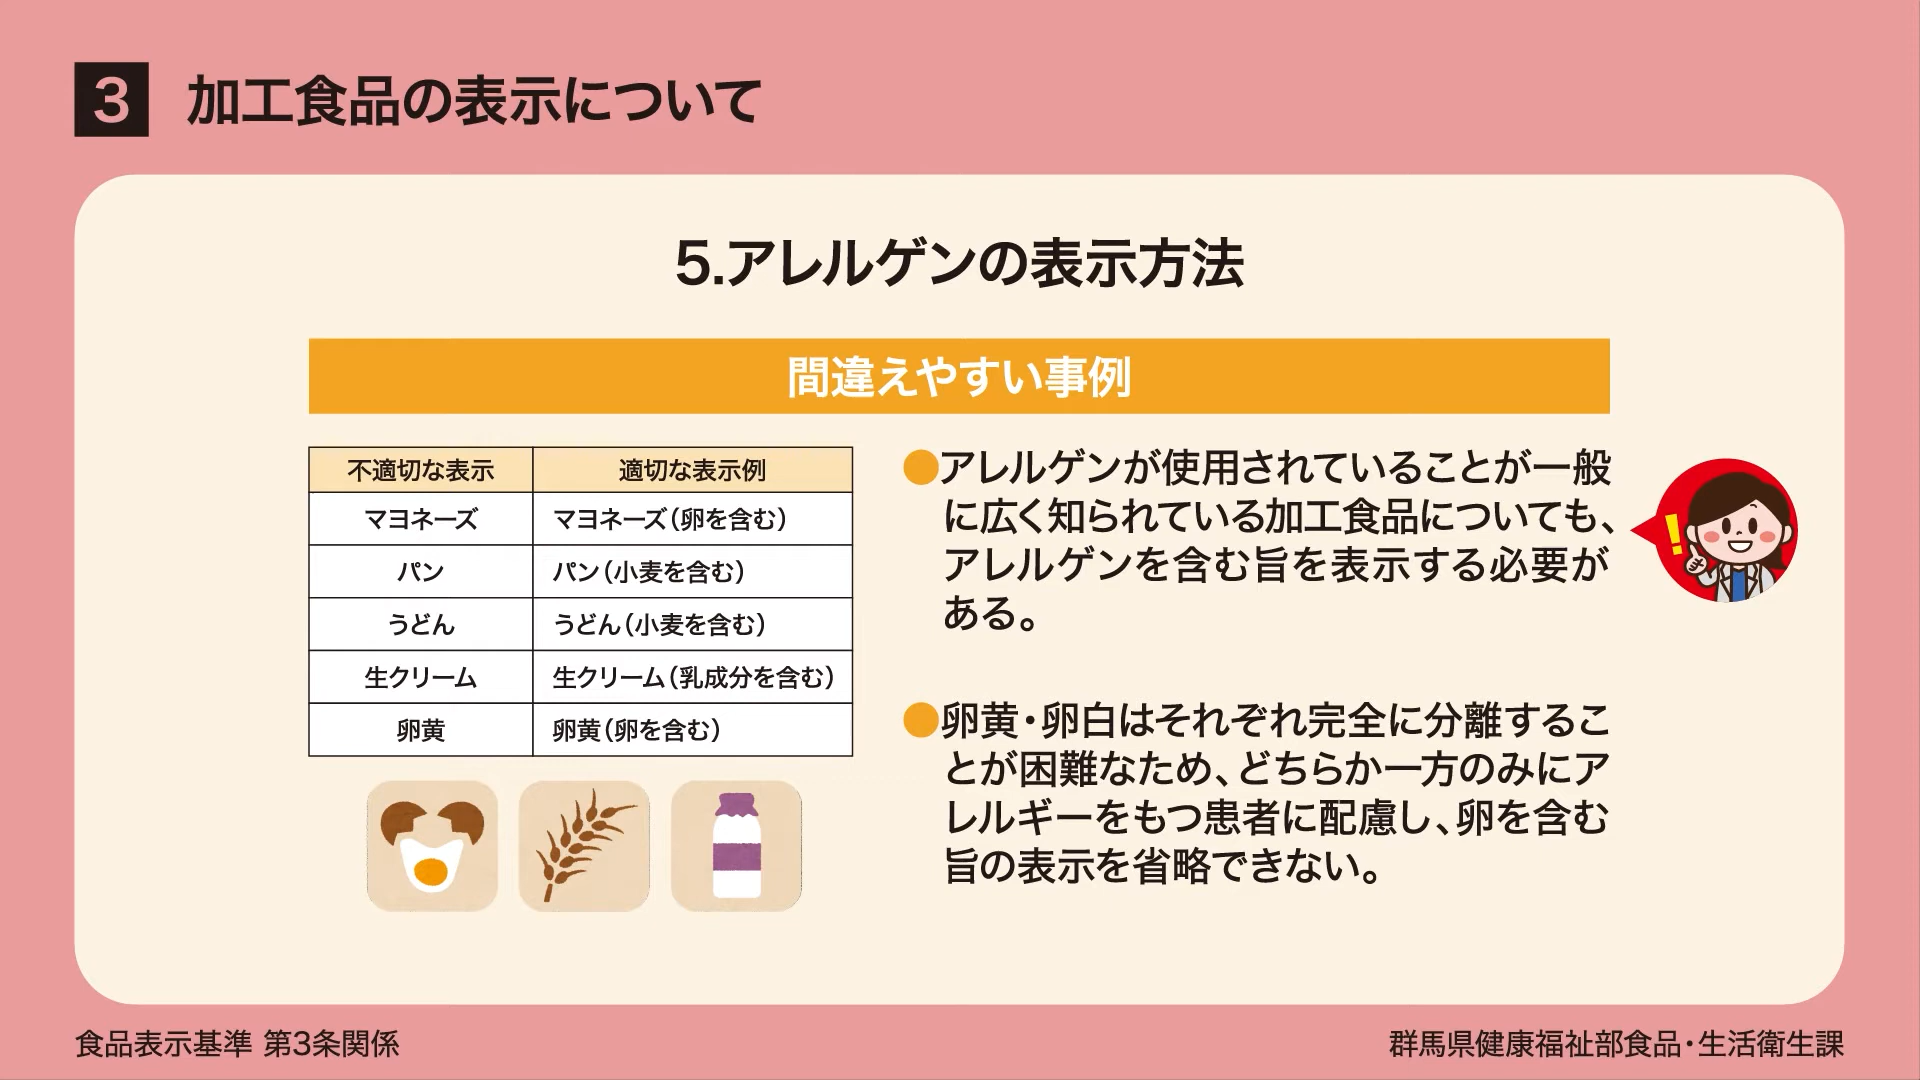 3 加工食品の表示について
5.アレルゲンの表示方法
間違えやすい事例
不適切な表示 適切な表示例
マヨネーズ マヨネーズ(卵を含む)
パン パン(小麦を含む)
うどん うどん(小麦を含む)
生クリーム 生クリーム(乳成分を含む)
卵黄 卵黄(卵を含む)
●アレルゲンが使用されていることが一般
に広く知られている加工食品についても、
アレルゲンを含む旨を表示する必要が
ある。
●卵黄・卵白はそれぞれ完全に分離するこ
とが困難なため、どちらか一方のみにア
レルギーをもつ患者に配慮し、卵を含む
旨の表示を省略できない。
!
食品表示基準 第3条関係
群馬県健康福祉部食品・生活衛生課